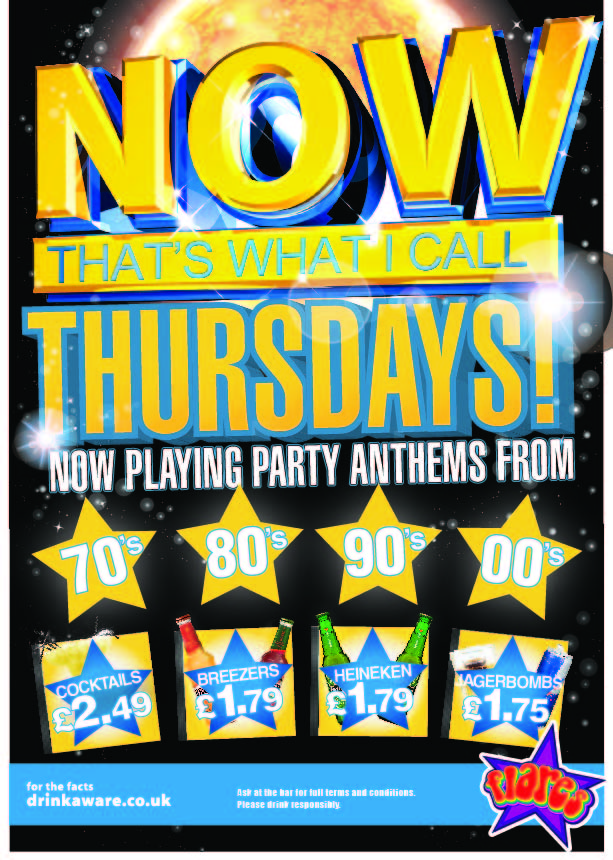 NOW
THAT'S WHAT I CALL
THURSDAYS!
NOW PLAYING PARTY ANTHEMS FROM
70's 80's 90's 00's
COCKTAILS
£2.49
BREEZERS
£1.79
HEINEKEN
£1.79
JAGERBOMBS
£1.75
for the facts
drinkaware.co.uk
Ask at the bar for full terms and conditions.
Please drink responsibly.
flares